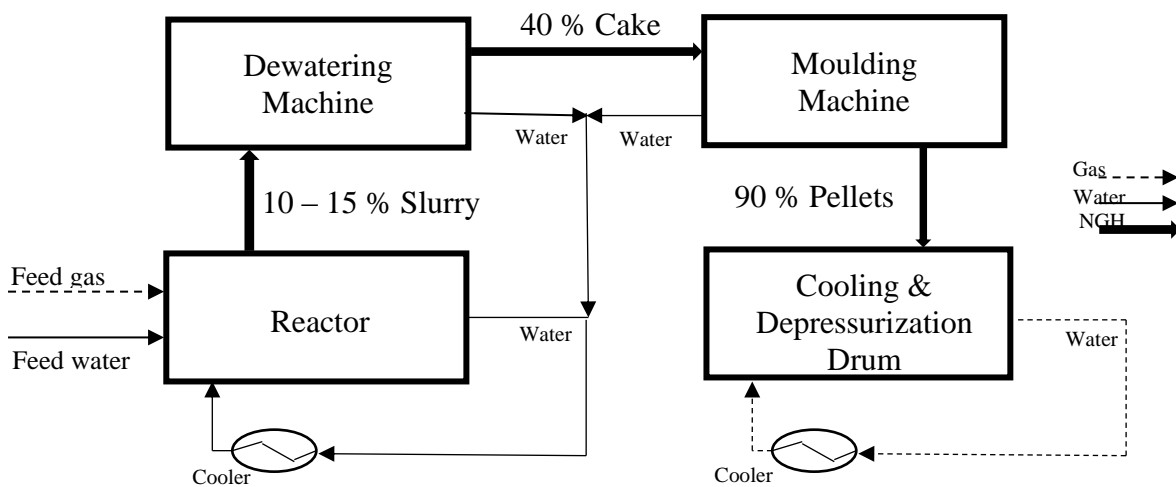 40 % Cake
Dewatering
Machine
Moulding
Machine
Water
Water
10 – 15 % Slurry
90 % Pellets
Gas
Water
NGH
Feed gas
Feed water
Reactor
Water
Cooling &
Depressurization
Drum
Water
Cooler
Cooler